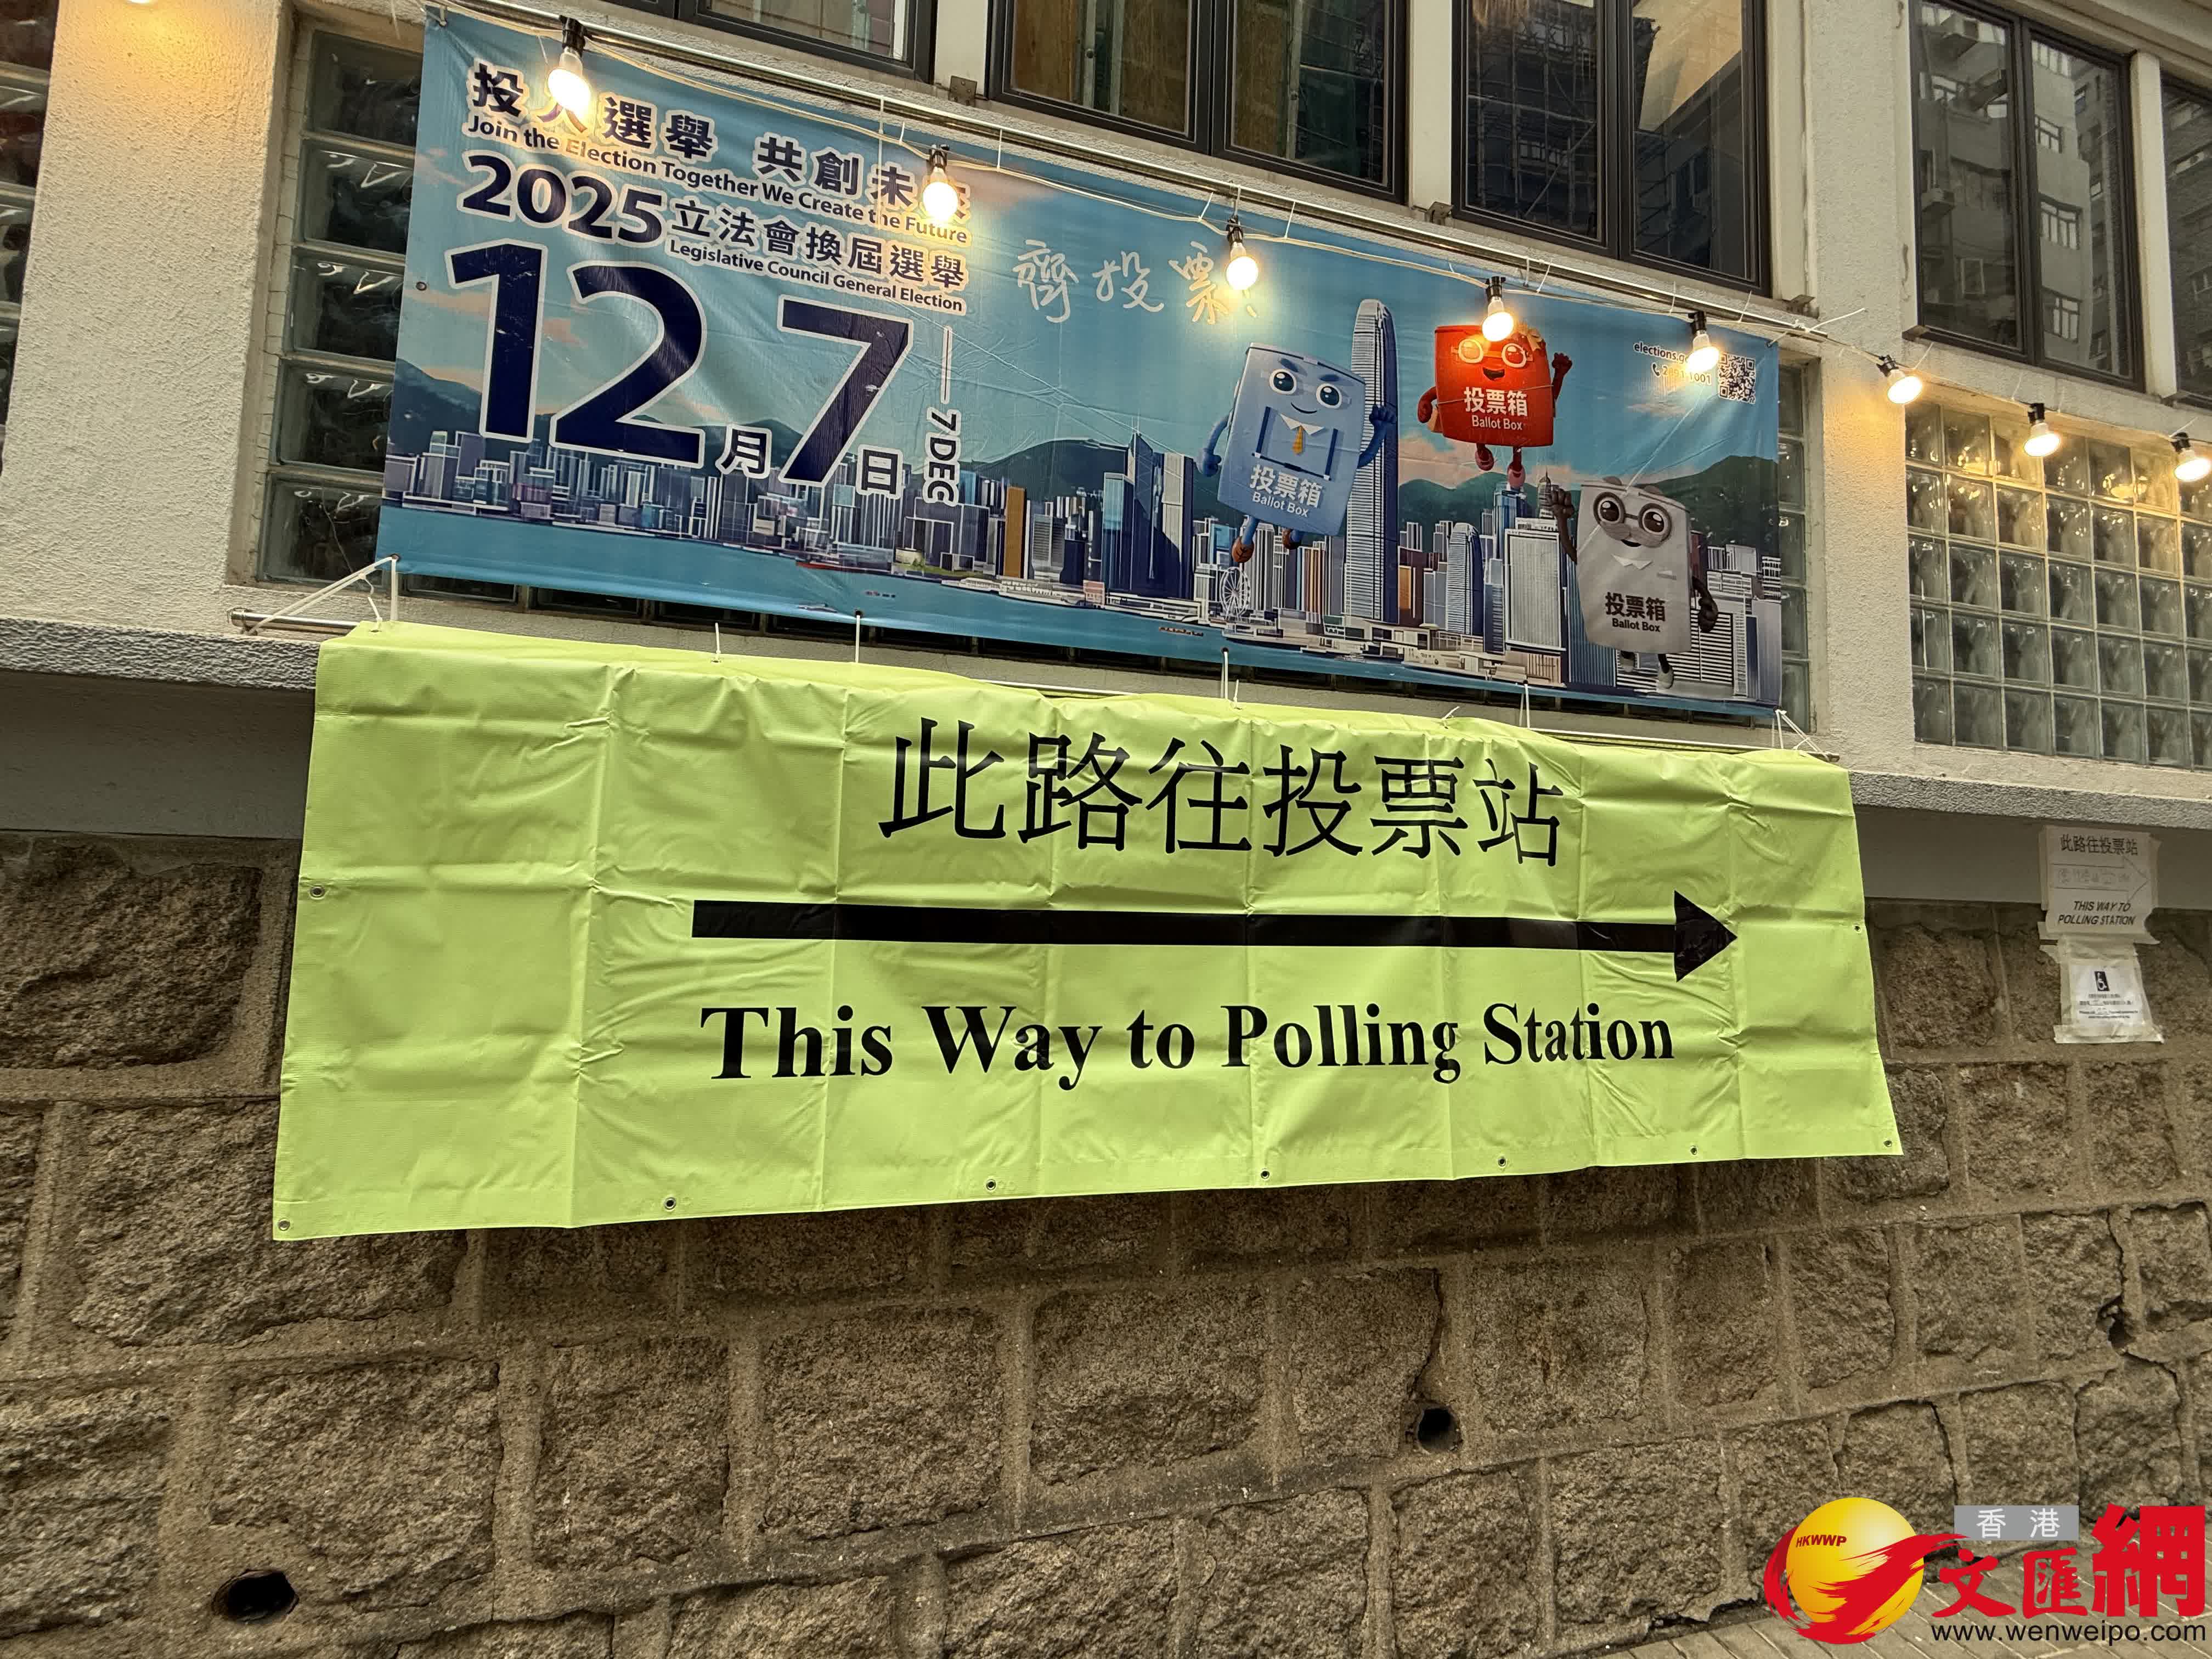 投入選舉 共創未來
Join the Election Together We Create the Future
2025立法會換屆選舉
Legislative Council General Election
12月7日
7 DEC
齊投票!
投票箱
Ballot Box
投票箱
Ballot Box
投票箱
Ballot Box
此路往投票站
This Way to Polling Station
此路往投票站
THIS WAY TO
POLLING STATION
HKWWP
香港
文匯網
www.wenweipo.com